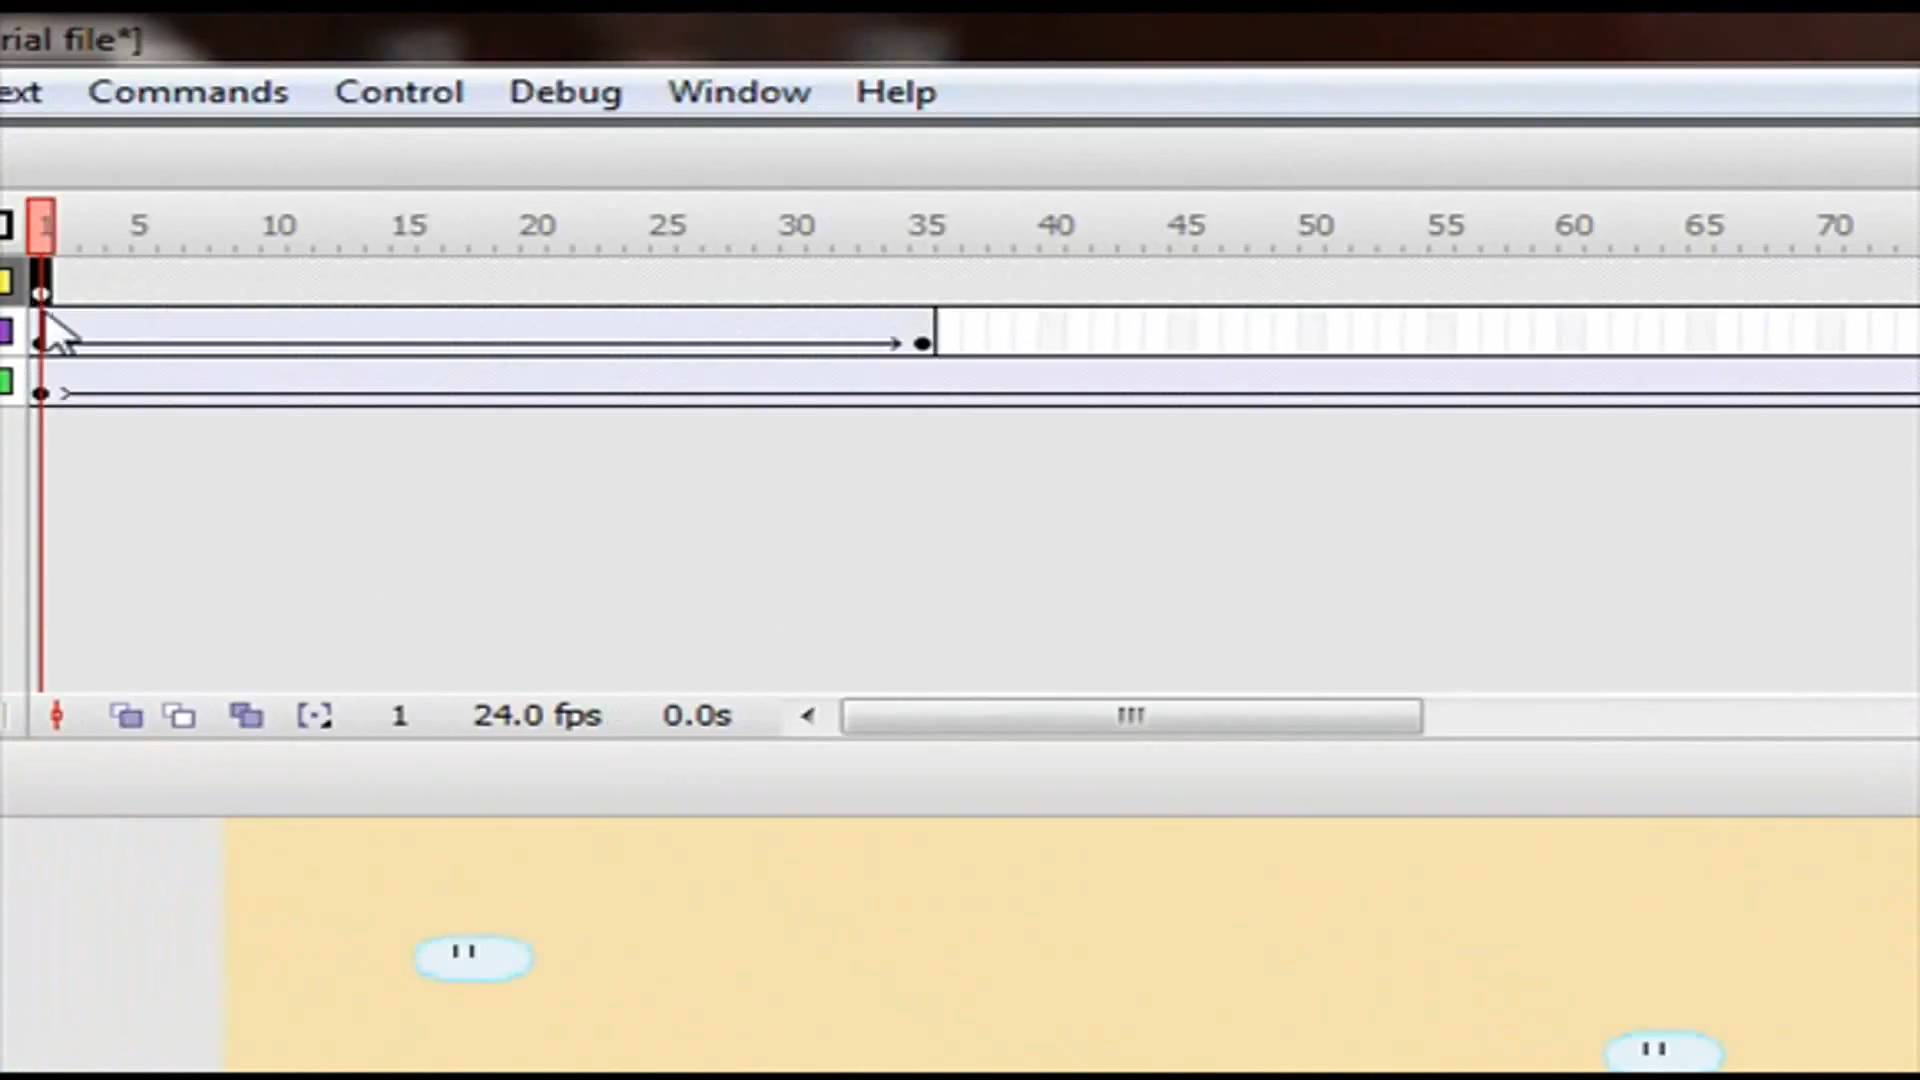 rial file*]
ext Commands Control Debug Window Help
1 5 10 15 20 25 30 35 40 45 50 55 60 65 70
1 24.0 fps 0.0s